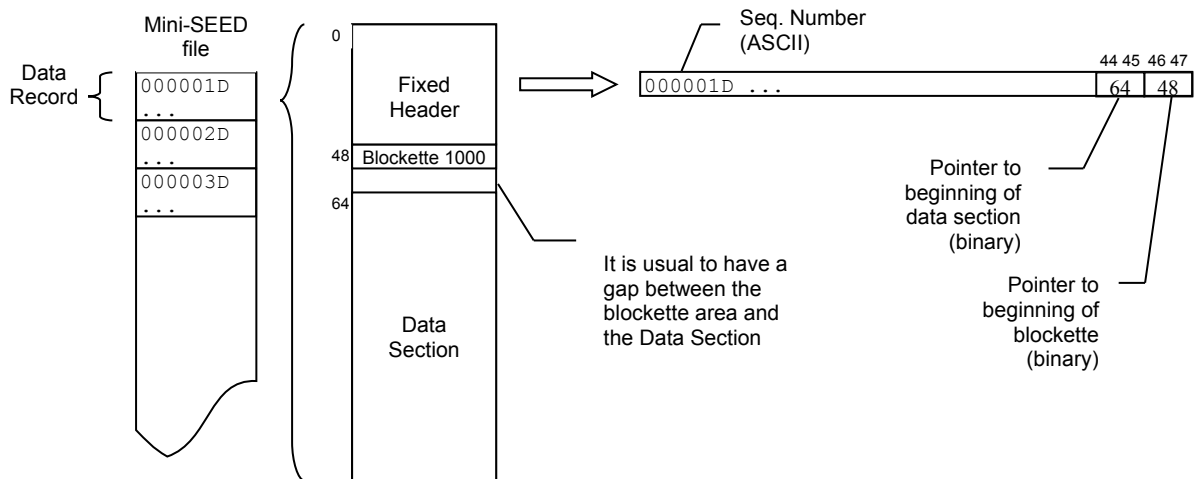 Mini-SEED
file
Data
Record
000001D
...
000002D
...
000003D
...
0
Fixed
Header
48
Blockette 1000
64
Data
Section
It is usual to have a
gap between the
blockette area and
the Data Section
Seq. Number
(ASCII)
44 45 46 47
000001D ...
64
48
Pointer to
beginning of
data section
(binary)
Pointer to
beginning of
blockette
(binary)